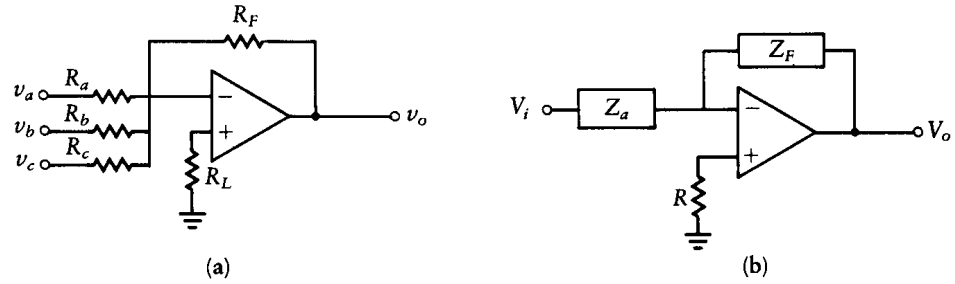 R_F
R_a
v_a
−
v_o
R_b
v_b
+
R_c
v_c
R_L
(a)
Z_F
V_i
Z_a
−
V_o
+
R
(b)